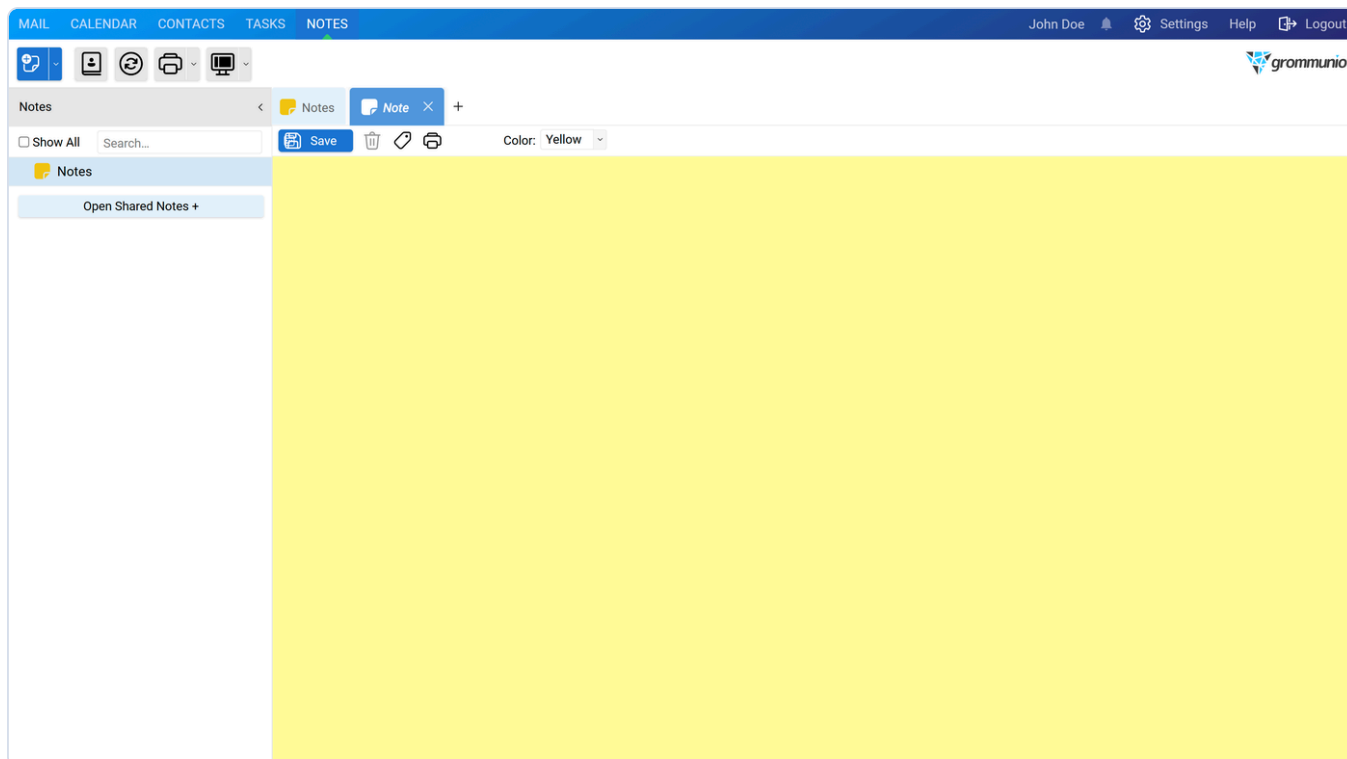 MAIL CALENDAR CONTACTS TASKS NOTES John Doe Settings Help Logout
grommunio
Notes Notes Note
Show All Search... Save Color: Yellow
Notes
Open Shared Notes +